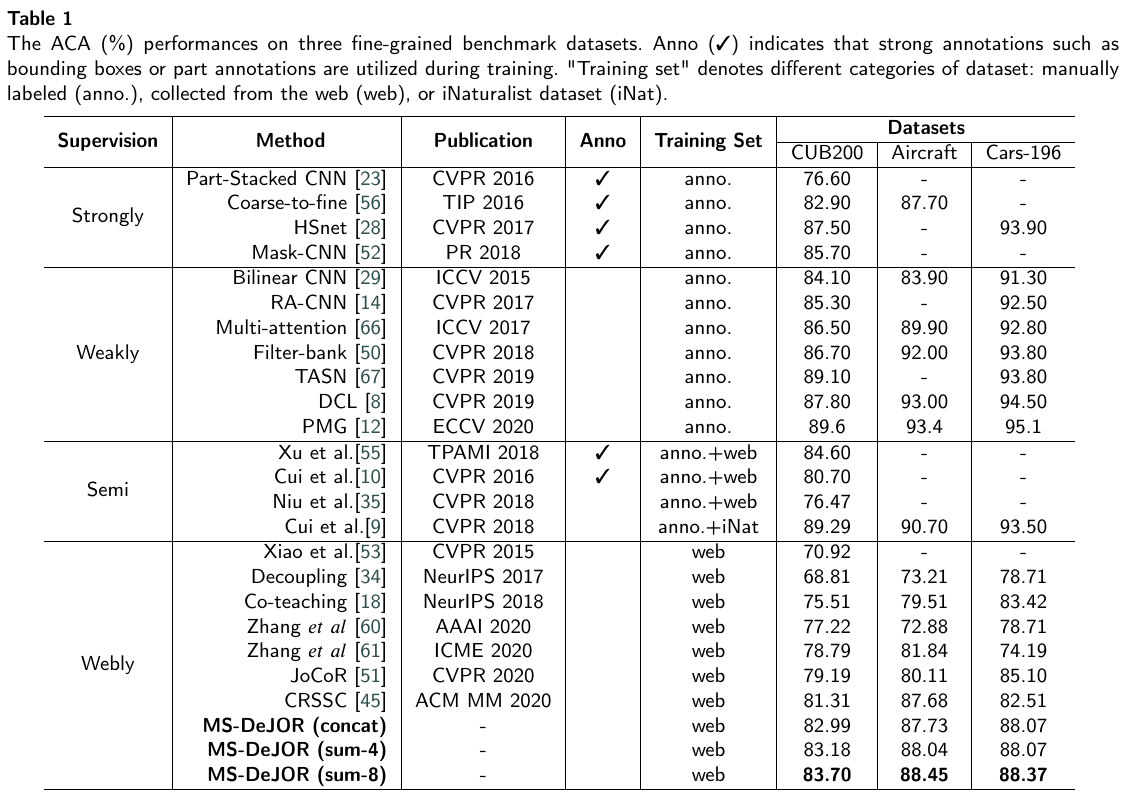 Table 1
The ACA (%) performances on three fine-grained benchmark datasets. Anno (✓) indicates that strong annotations such as
bounding boxes or part annotations are utilized during training. "Training set" denotes different categories of dataset: manually
labeled (anno.), collected from the web (web), or iNaturalist dataset (iNat).
Supervision Method Publication Anno Training Set Datasets
CUB200 Aircraft Cars-196
Strongly
Part-Stacked CNN [23] CVPR 2016 ✓ anno. 76.60 - -
Coarse-to-fine [56] TIP 2016 ✓ anno. 82.90 87.70 -
HSnet [28] CVPR 2017 ✓ anno. 87.50 - 93.90
Mask-CNN [52] PR 2018 ✓ anno. 85.70 - -
Weakly
Bilinear CNN [29] ICCV 2015 anno. 84.10 83.90 91.30
RA-CNN [14] CVPR 2017 anno. 85.30 - 92.50
Multi-attention [66] ICCV 2017 anno. 86.50 89.90 92.80
Filter-bank [50] CVPR 2018 anno. 86.70 92.00 93.80
TASN [67] CVPR 2019 anno. 89.10 - 93.80
DCL [8] CVPR 2019 anno. 87.80 93.00 94.50
PMG [12] ECCV 2020 anno. 89.6 93.4 95.1
Semi
Xu et al.[55] TPAMI 2018 ✓ anno.+web 84.60 - -
Cui et al.[10] CVPR 2016 ✓ anno.+web 80.70 - -
Niu et al.[35] CVPR 2018 anno.+web 76.47 - -
Cui et al.[9] CVPR 2018 anno.+iNat 89.29 90.70 93.50
Webly
Xiao et al.[53] CVPR 2015 web 70.92 - -
Decoupling [34] NeurIPS 2017 web 68.81 73.21 78.71
Co-teaching [18] NeurIPS 2018 web 75.51 79.51 83.42
Zhang et al [60] AAAI 2020 web 77.22 72.88 78.71
Zhang et al [61] ICME 2020 web 78.79 81.84 74.19
JoCoR [51] CVPR 2020 web 79.19 80.11 85.10
CRSSC [45] ACM MM 2020 web 81.31 87.68 82.51
MS-DeJOR (concat) - web 82.99 87.73 88.07
MS-DeJOR (sum-4) - web 83.18 88.04 88.07
MS-DeJOR (sum-8) - web 83.70 88.45 88.37